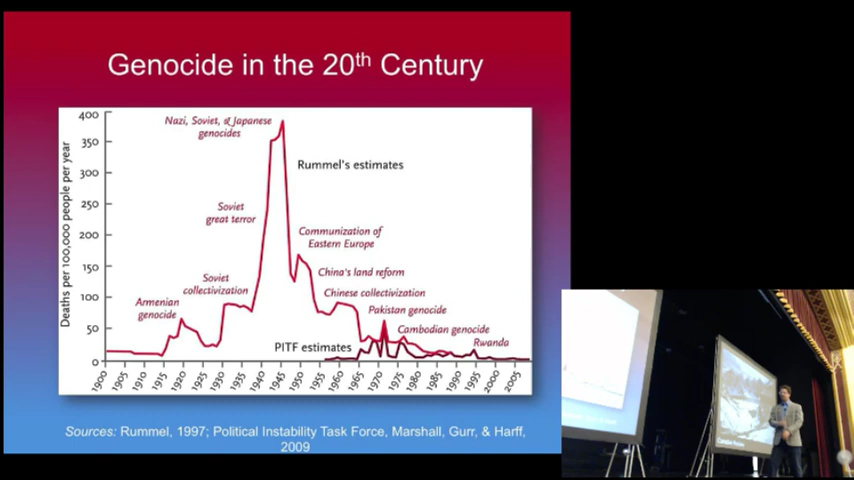 Genocide in the 20th Century
Deaths per 100,000 people per year
400
350
300
250
200
150
100
50
0
Nazi, Soviet, & Japanese
genocides
Rummel's estimates
Soviet
great terror
Communization of
Eastern Europe
China's land reform
Soviet
collectivization
Chinese collectivization
Armenian
genocide
Pakistan genocide
Cambodian genocide
Rwanda
PITF estimates
1900
1905
1910
1915
1920
1925
1930
1935
1940
1945
1950
1955
1960
1965
1970
1975
1980
1985
1990
1995
2000
2005
Sources: Rummel, 1997; Political Instability Task Force, Marshall, Gurr, & Harff,
2009